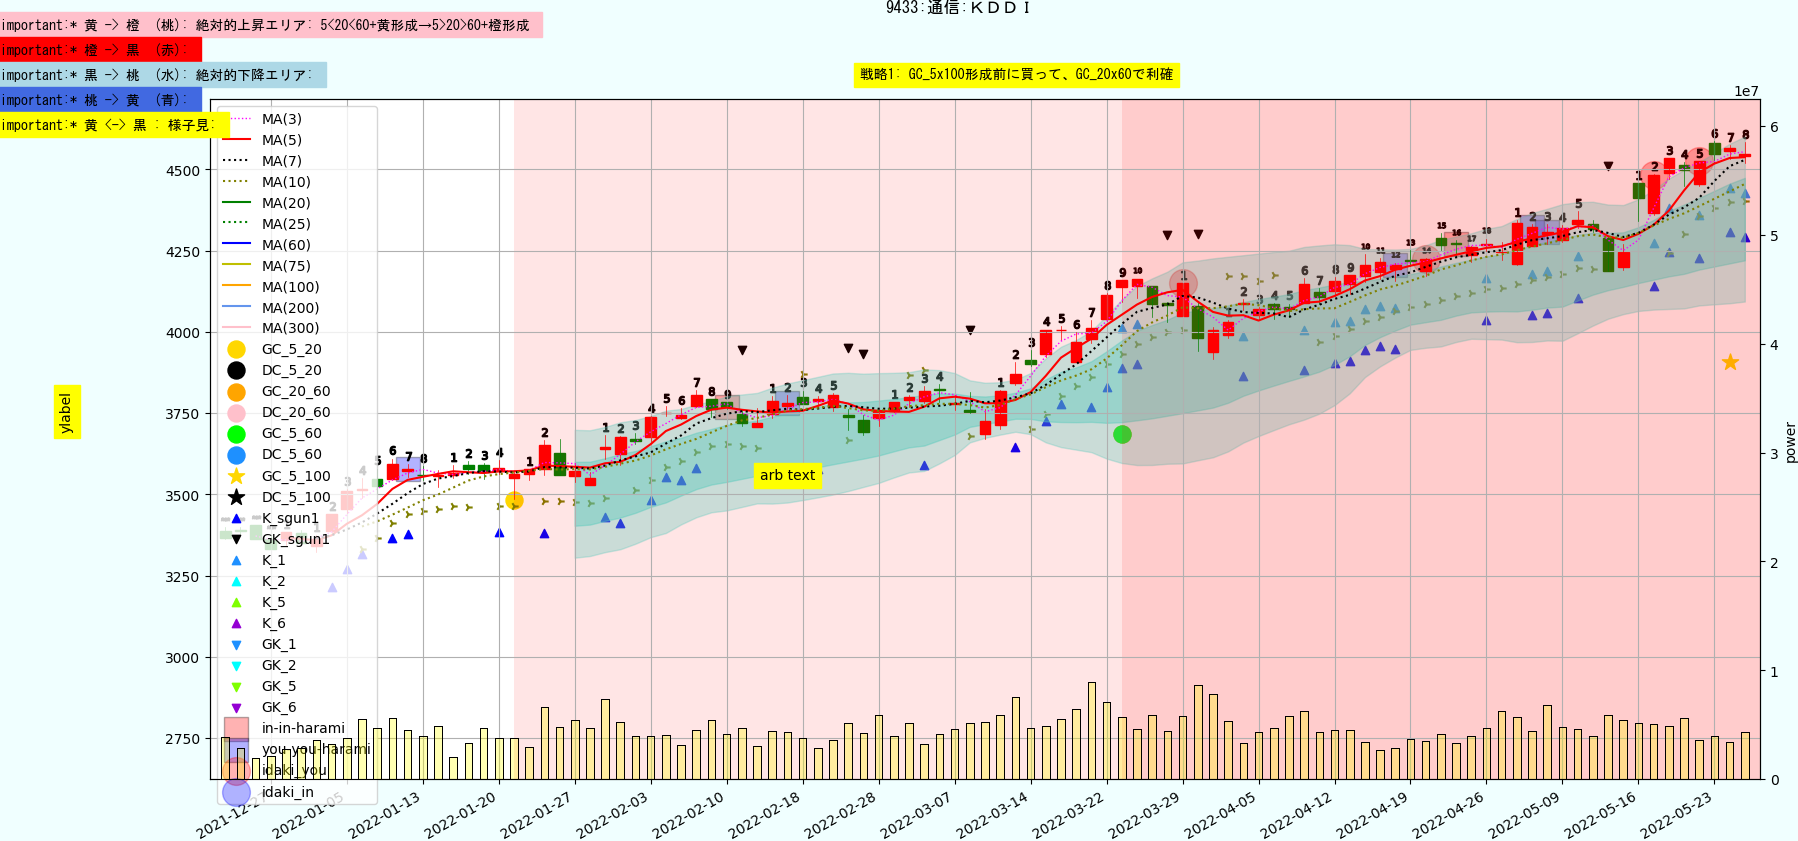 9433:通信:ＫＤＤＩ
important:* 黄 -> 橙 (桃): 絶対的上昇エリア: 5<20<60+黄形成→5>20>60+橙形成
important:* 橙 -> 黒 (赤):
important:* 黒 -> 桃 (水): 絶対的下降エリア:
戦略1: GC_5x100形成前に買って、GC_20x60で利確
important:* 桃 -> 黄 (青):
important:* 黄 <-> 黒 : 様子見:
1e7
MA(3)
MA(5)
MA(7)
MA(10)
MA(20)
MA(25)
MA(60)
MA(75)
MA(100)
MA(200)
MA(300)
GC_5_20
DC_5_20
GC_20_60
DC_20_60
GC_5_60
DC_5_60
GC_5_100
DC_5_100
K_sgun1
GK_sgun1
K_1
K_2
K_5
K_6
GK_1
GK_2
GK_5
GK_6
in-in-harami
you-you-harami
idaki_you
idaki_in
4500
4250
4000
3750
3500
3250
3000
2750
ylabel
arb text
6
5
4
3
2
1
0
power
2021-12-27
2022-01-05
2022-01-13
2022-01-20
2022-01-27
2022-02-03
2022-02-10
2022-02-18
2022-02-28
2022-03-07
2022-03-14
2022-03-22
2022-03-29
2022-04-05
2022-04-12
2022-04-19
2022-04-26
2022-05-09
2022-05-16
2022-05-23